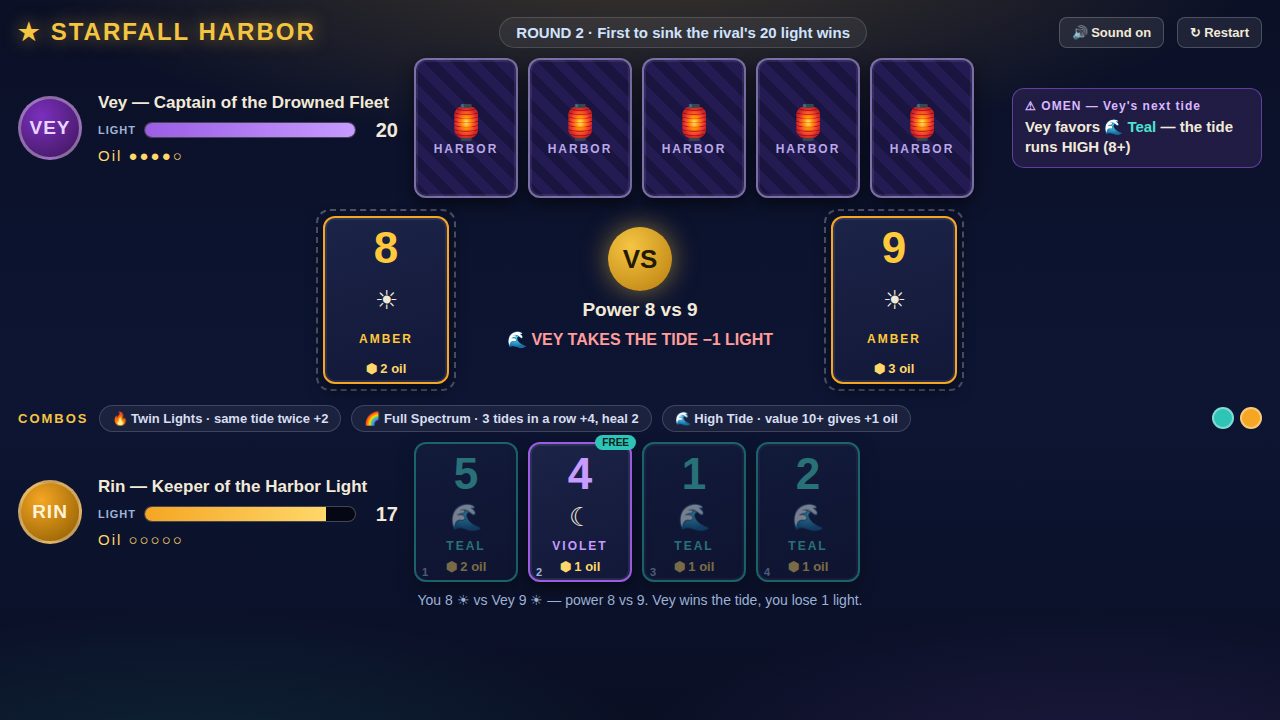 ★ STARFALL HARBOR
ROUND 2 · First to sink the rival's 20 light wins
🔊 Sound on
↻ Restart
VEY
Vey — Captain of the Drowned Fleet
LIGHT
20
Oil ●●●●○
HARBOR
HARBOR
HARBOR
HARBOR
HARBOR
⚠ OMEN — Vey's next tide
Vey favors 🌊 Teal — the tide
runs HIGH (8+)
8
☀
AMBER
⬢ 2 oil
VS
Power 8 vs 9
🌊 VEY TAKES THE TIDE −1 LIGHT
9
☀
AMBER
⬢ 3 oil
COMBOS
🔥 Twin Lights · same tide twice +2
🌈 Full Spectrum · 3 tides in a row +4, heal 2
🌊 High Tide · value 10+ gives +1 oil
RIN
Rin — Keeper of the Harbor Light
LIGHT
17
Oil ○○○○○
5
🌊
TEAL
⬢ 2 oil
1
FREE
4
☾
VIOLET
⬢ 1 oil
2
1
🌊
TEAL
⬢ 1 oil
3
2
🌊
TEAL
⬢ 1 oil
4
You 8 ☀ vs Vey 9 ☀ — power 8 vs 9. Vey wins the tide, you lose 1 light.